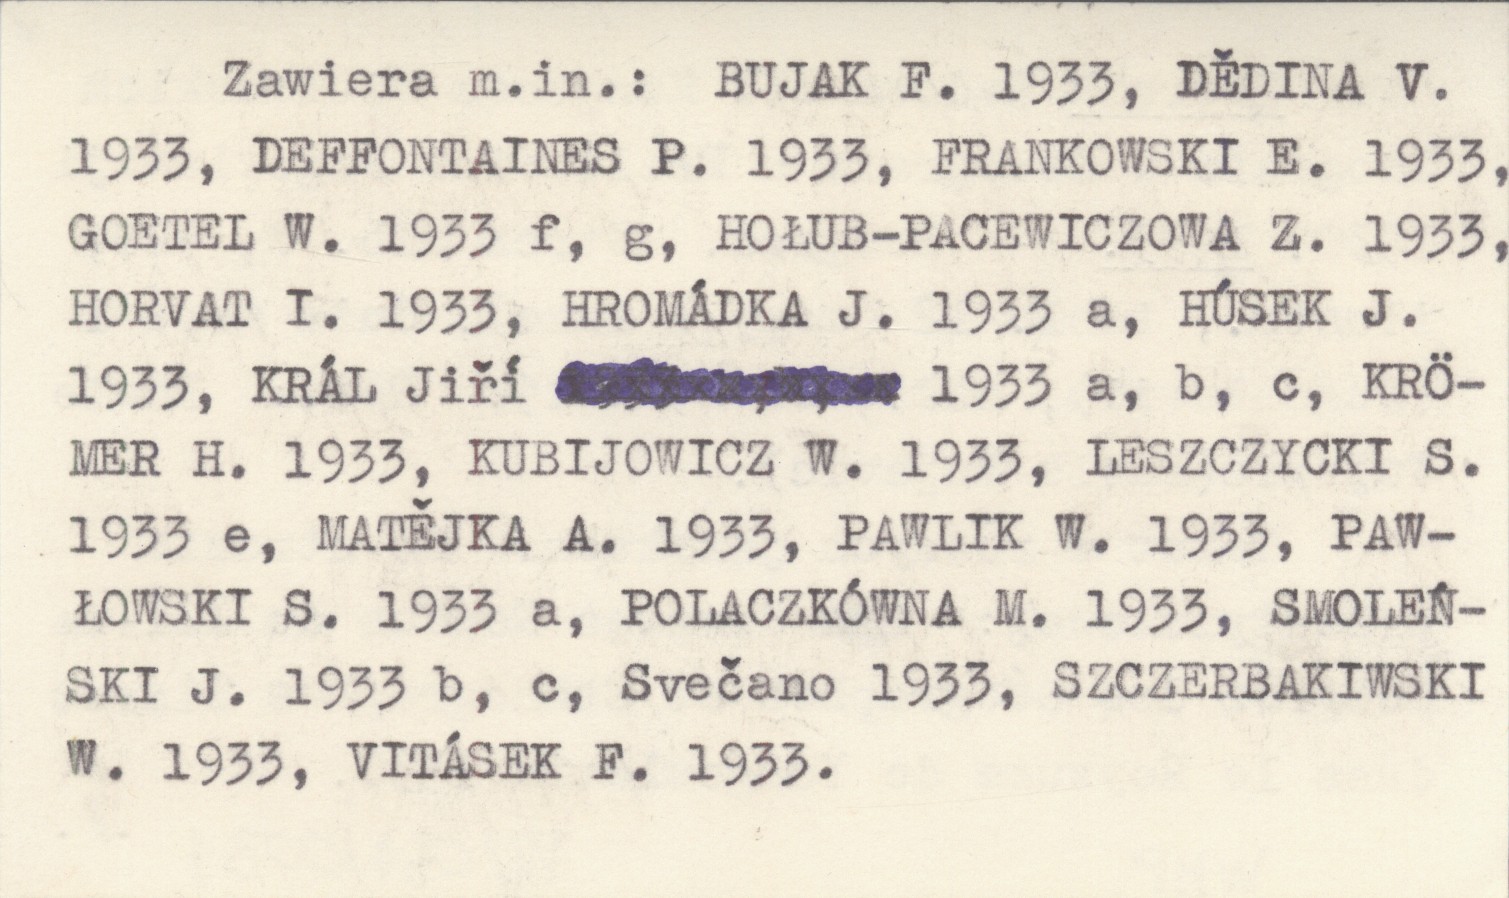 Zawiera m.in.: BUJAK F. 1933, DĚDINA V.
1933, DEFFONTAINES P. 1933, FRANKOWSKI E. 1933,
GOETEL W. 1933 f, g, HOŁUB-PACEWICZOWA Z. 1933,
HORVAT I. 1933, HROMÁDKA J. 1933 a, HÚSEK J.
1933, KRÁL Jiří 1933 a, b, c, KRÖ-
MER H. 1933, KUBIJOWICZ W. 1933, LESZCZYCKI S.
1933 e, MATĚJKA A. 1933, PAWLIK W. 1933, PAW-
ŁOWSKI S. 1933 a, POLACZKÓWNA M. 1933, SMOLEŃ-
SKI J. 1933 b, c, Svečano 1933, SZCZERBAKIWSKI
W. 1933, VITÁSEK F. 1933.